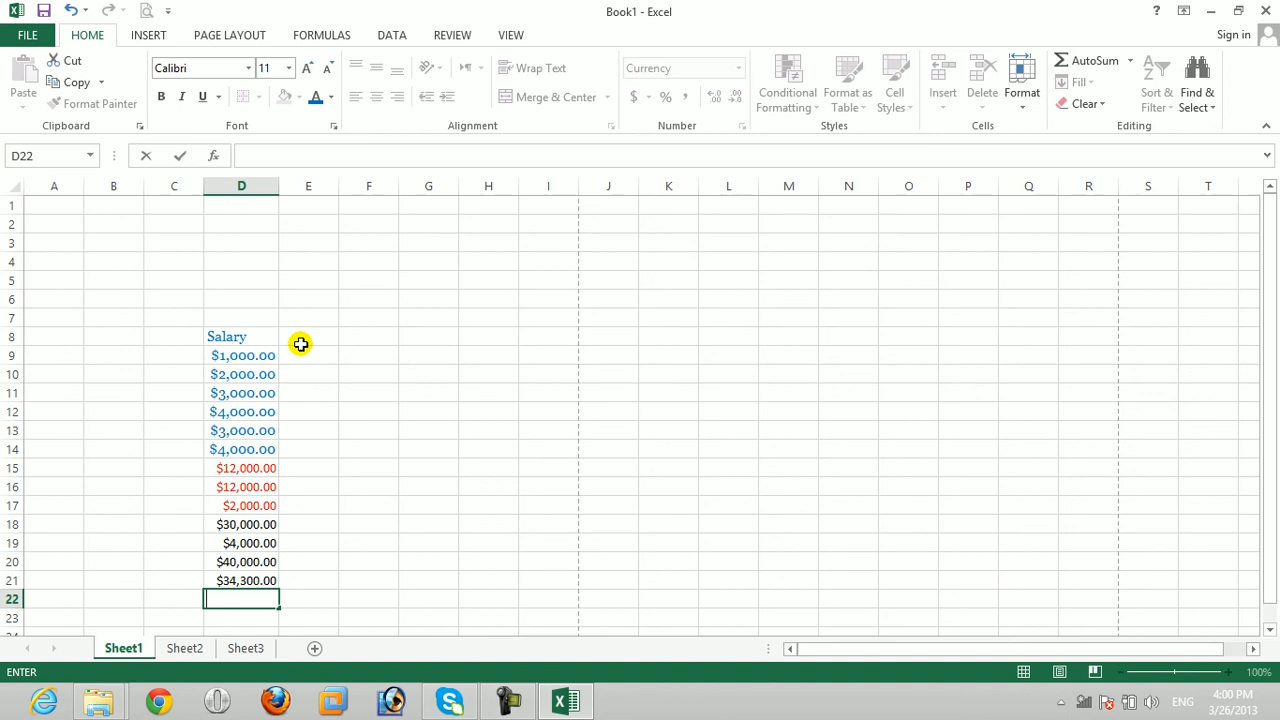 Book1 - Excel
?
FILE HOME INSERT PAGE LAYOUT FORMULAS DATA REVIEW VIEW Sign in
Paste
Cut
Copy
Format Painter
Clipboard
Calibri 11
B I U A
Font
Wrap Text
Merge & Center
Alignment
Currency
$ % ,
Number
Conditional Formatting
Format as Table
Cell Styles
Styles
Insert Delete Format
Cells
AutoSum
Fill
Clear
Sort & Filter
Find & Select
Editing
D22 fx
A B C D E F G H I J K L M N O P Q R S T
1
2
3
4
5
6
7
8 Salary
9 $1,000.00
10 $2,000.00
11 $3,000.00
12 $4,000.00
13 $3,000.00
14 $4,000.00
15 $12,000.00
16 $12,000.00
17 $2,000.00
18 $30,000.00
19 $4,000.00
20 $40,000.00
21 $34,300.00
22
23
24
Sheet1 Sheet2 Sheet3
ENTER 100%
ENG 4:00 PM
3/26/2013